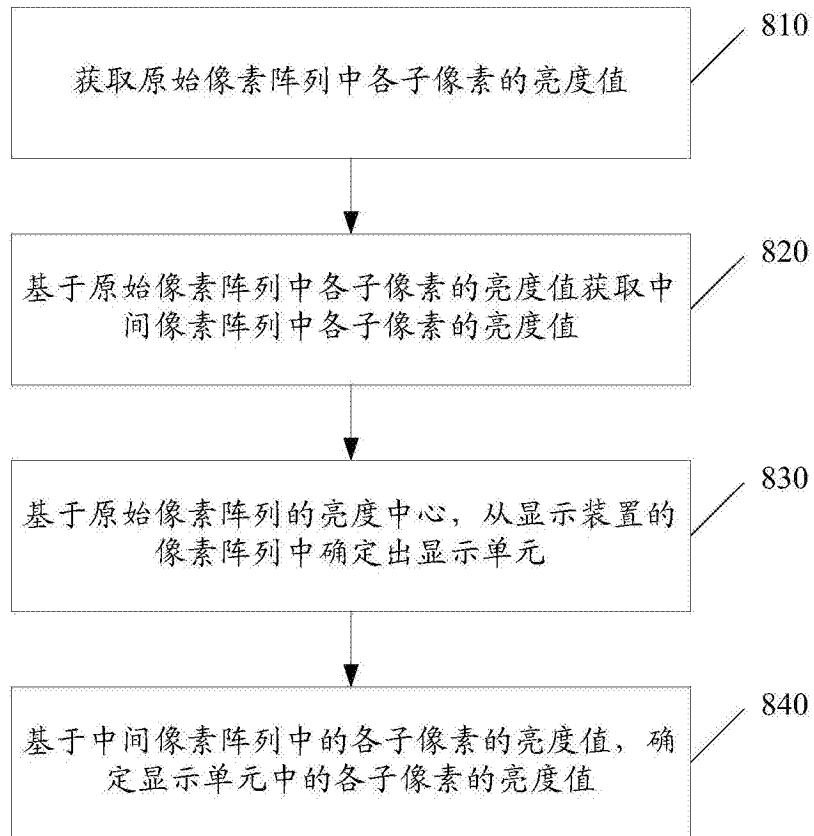 810
获取原始像素阵列中各子像素的亮度值
820
基于原始像素阵列中各子像素的亮度值获取中
间像素阵列中各子像素的亮度值
830
基于原始像素阵列的亮度中心，从显示装置的
像素阵列中确定出显示单元
840
基于中间像素阵列中的各子像素的亮度值，确
定显示单元中的各子像素的亮度值